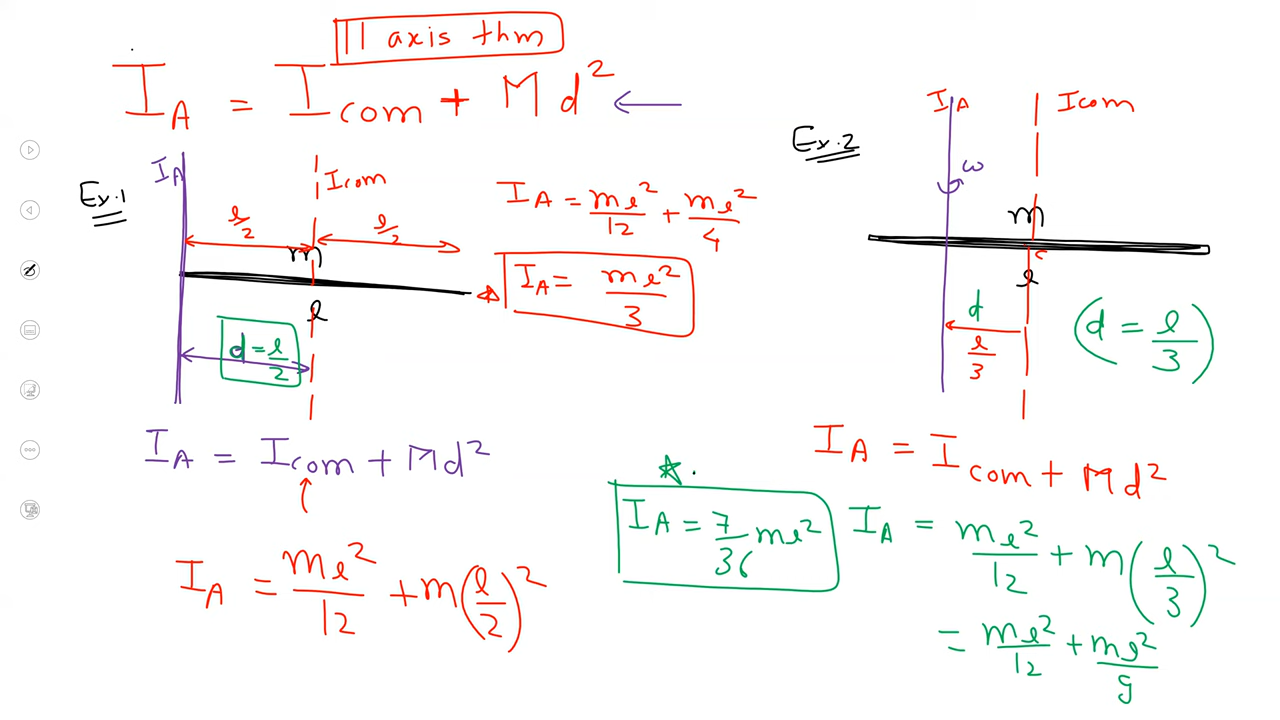 ||| axis thm
I_A = I_com + Md²
Ex.1
I_A
I com
l/2
l/2
m
l
d = l/2
I_A = ml²/12 + ml²/4
I_A = ml²/3
I_A = I_com + Md²
I_A = ml²/12 + m(l/2)²
Ex.2
I_A
I com
ω
m
c
l
d
l/3
(d = l/3)
I_A = I_com + Md²
I_A = ml²/12 + m(l/3)²
= ml²/12 + ml²/9
I_A = 7/36 ml²